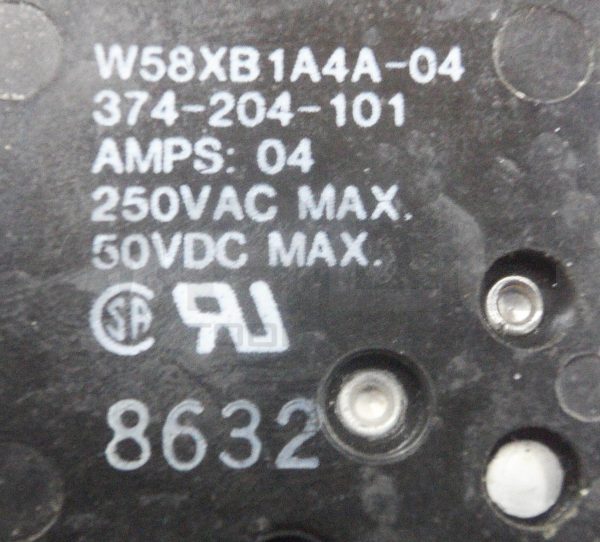 W58XB1A4A-04
374-204-101
AMPS: 04
250VAC MAX.
50VDC MAX.
SA
8632